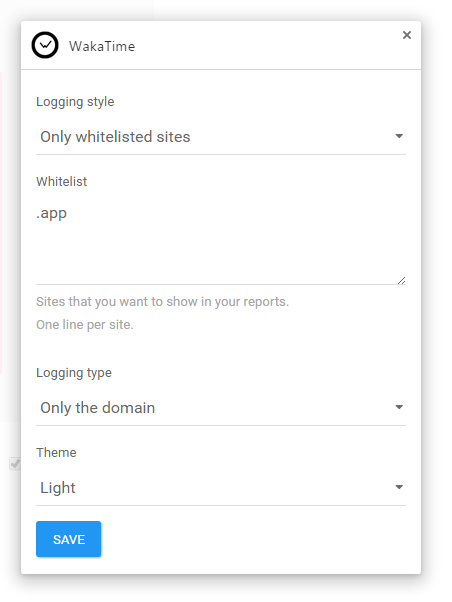 WakaTime
Logging style
Only whitelisted sites
Whitelist
.app
Sites that you want to show in your reports.
One line per site.
Logging type
Only the domain
Theme
Light
SAVE